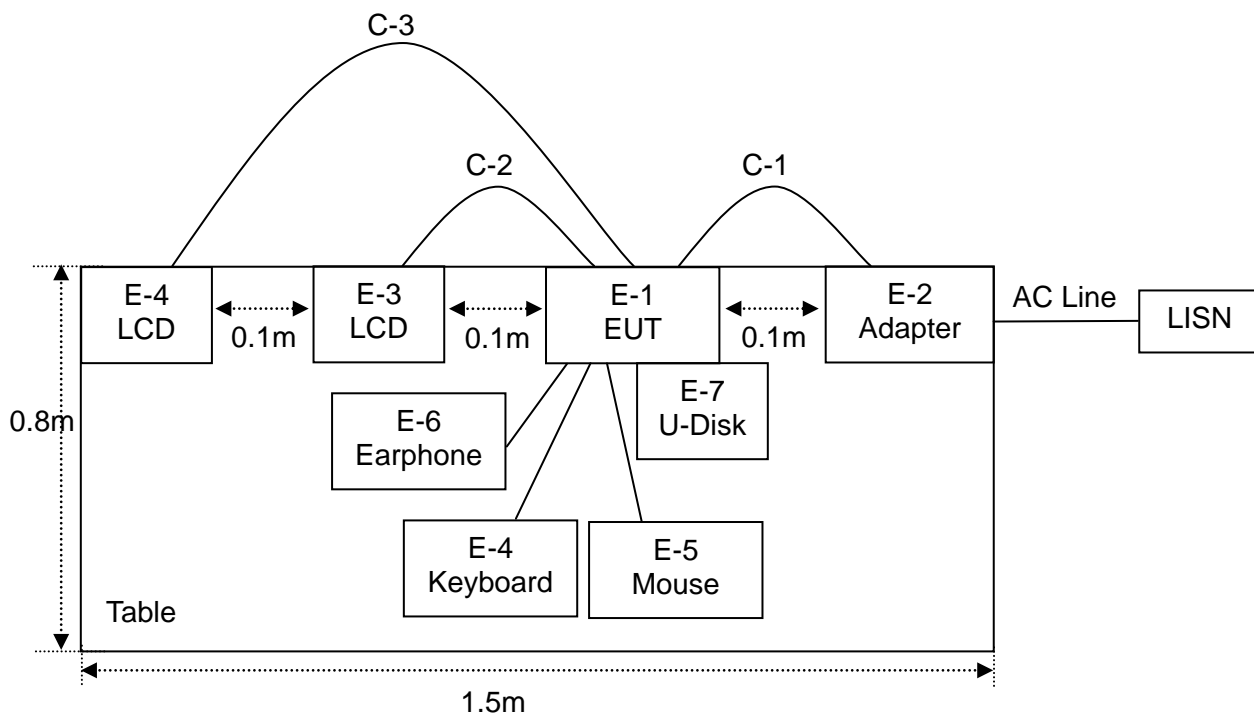 C-3
C-2
C-1
E-4
LCD
0.1m
E-3
LCD
0.1m
E-1
EUT
0.1m
E-2
Adapter
AC Line
LISN
0.8m
E-6
Earphone
E-7
U-Disk
E-4
Keyboard
E-5
Mouse
Table
1.5m